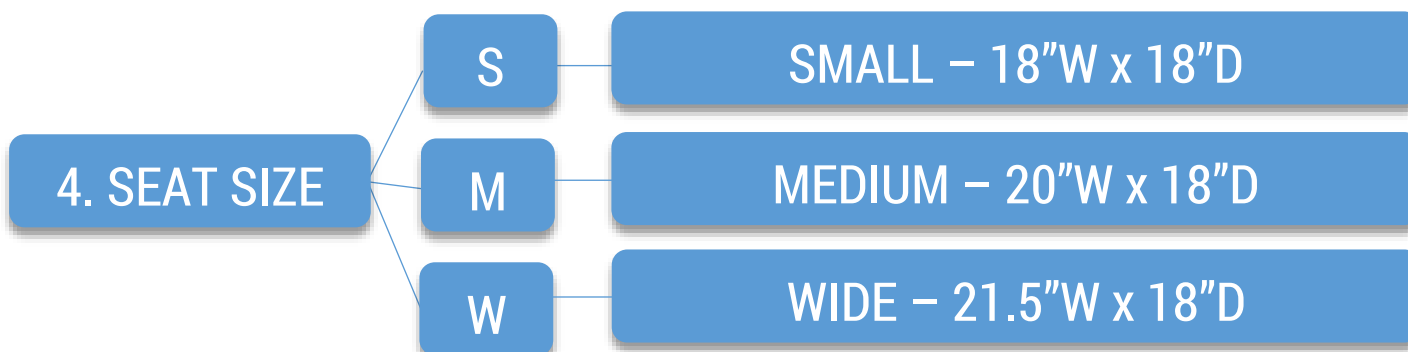 4. SEAT SIZE
S
SMALL – 18”W x 18”D
M
MEDIUM – 20”W x 18”D
W
WIDE – 21.5”W x 18”D